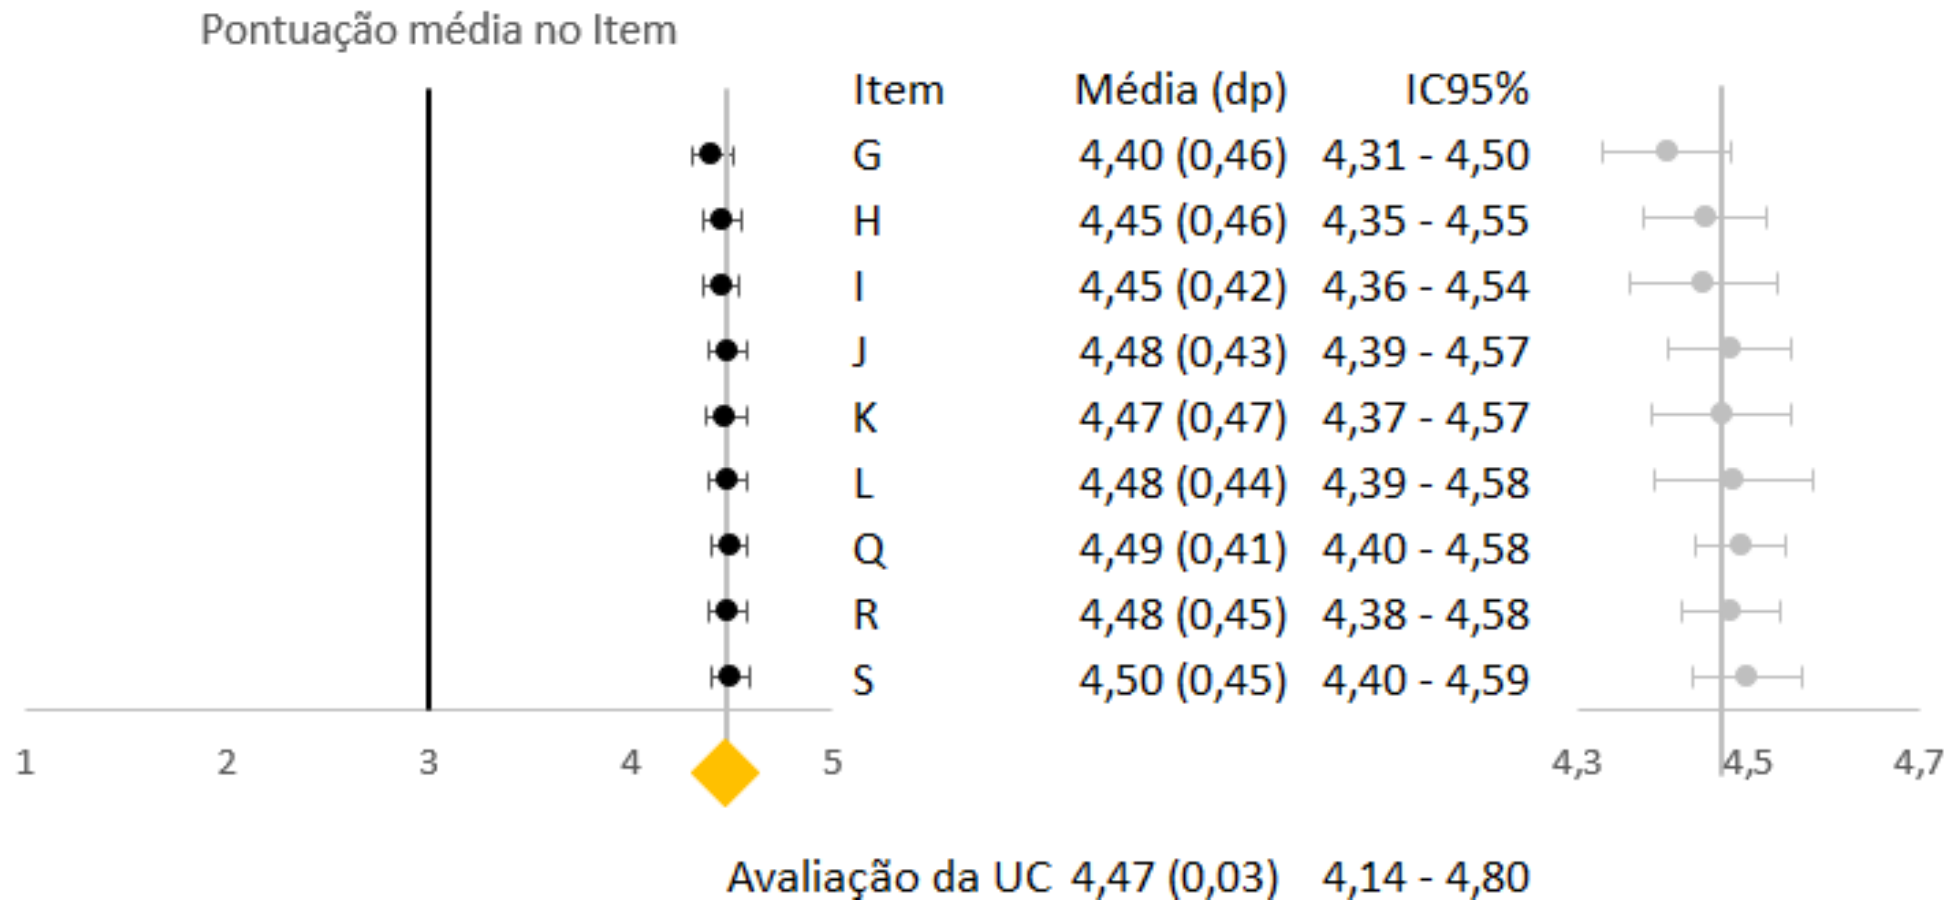 Pontuação média no Item
Item Média (dp) IC95%
G 4,40 (0,46) 4,31 - 4,50
H 4,45 (0,46) 4,35 - 4,55
I 4,45 (0,42) 4,36 - 4,54
J 4,48 (0,43) 4,39 - 4,57
K 4,47 (0,47) 4,37 - 4,57
L 4,48 (0,44) 4,39 - 4,58
Q 4,49 (0,41) 4,40 - 4,58
R 4,48 (0,45) 4,38 - 4,58
S 4,50 (0,45) 4,40 - 4,59
1 2 3 4 5 4,3 4,5 4,7
Avaliação da UC 4,47 (0,03) 4,14 - 4,80